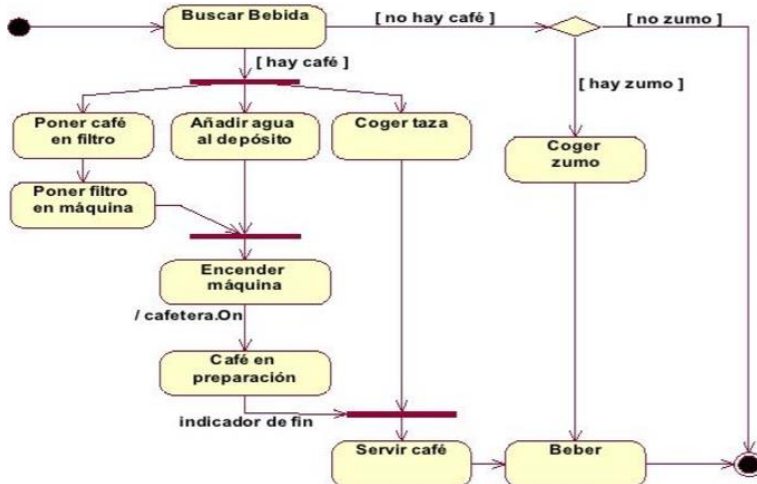 Buscar Bebida
[ no hay café ]
[ no zumo ]
[ hay café ]
[ hay zumo ]
Poner café
en filtro
Añadir agua
al depósito
Coger taza
Coger
zumo
Poner filtro
en máquina
Encender
máquina
/ cafetera.On
Café en
preparación
indicador de fin
Servir café
Beber